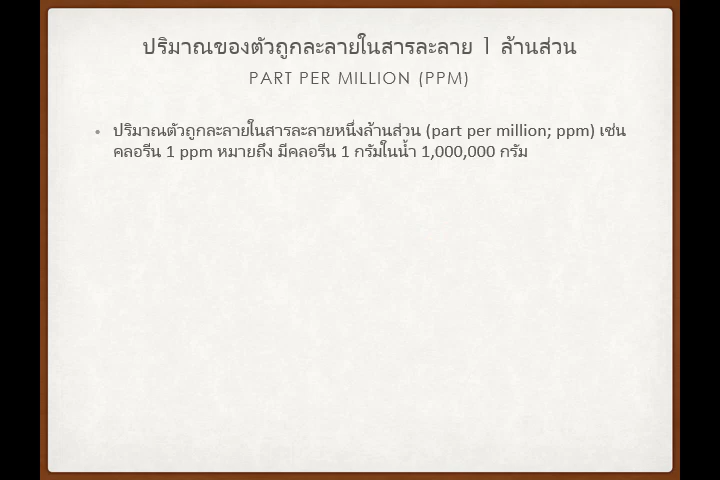 ปริมาณของตัวถูกละลายในสารละลาย 1 ล้านส่วน
PART PER MILLION (PPM)
• ปริมาณตัวถูกละลายในสารละลายหนึ่งล้านส่วน (part per million; ppm) เช่น
คลอรีน 1 ppm หมายถึง มีคลอรีน 1 กรัมในน้ำ 1,000,000 กรัม